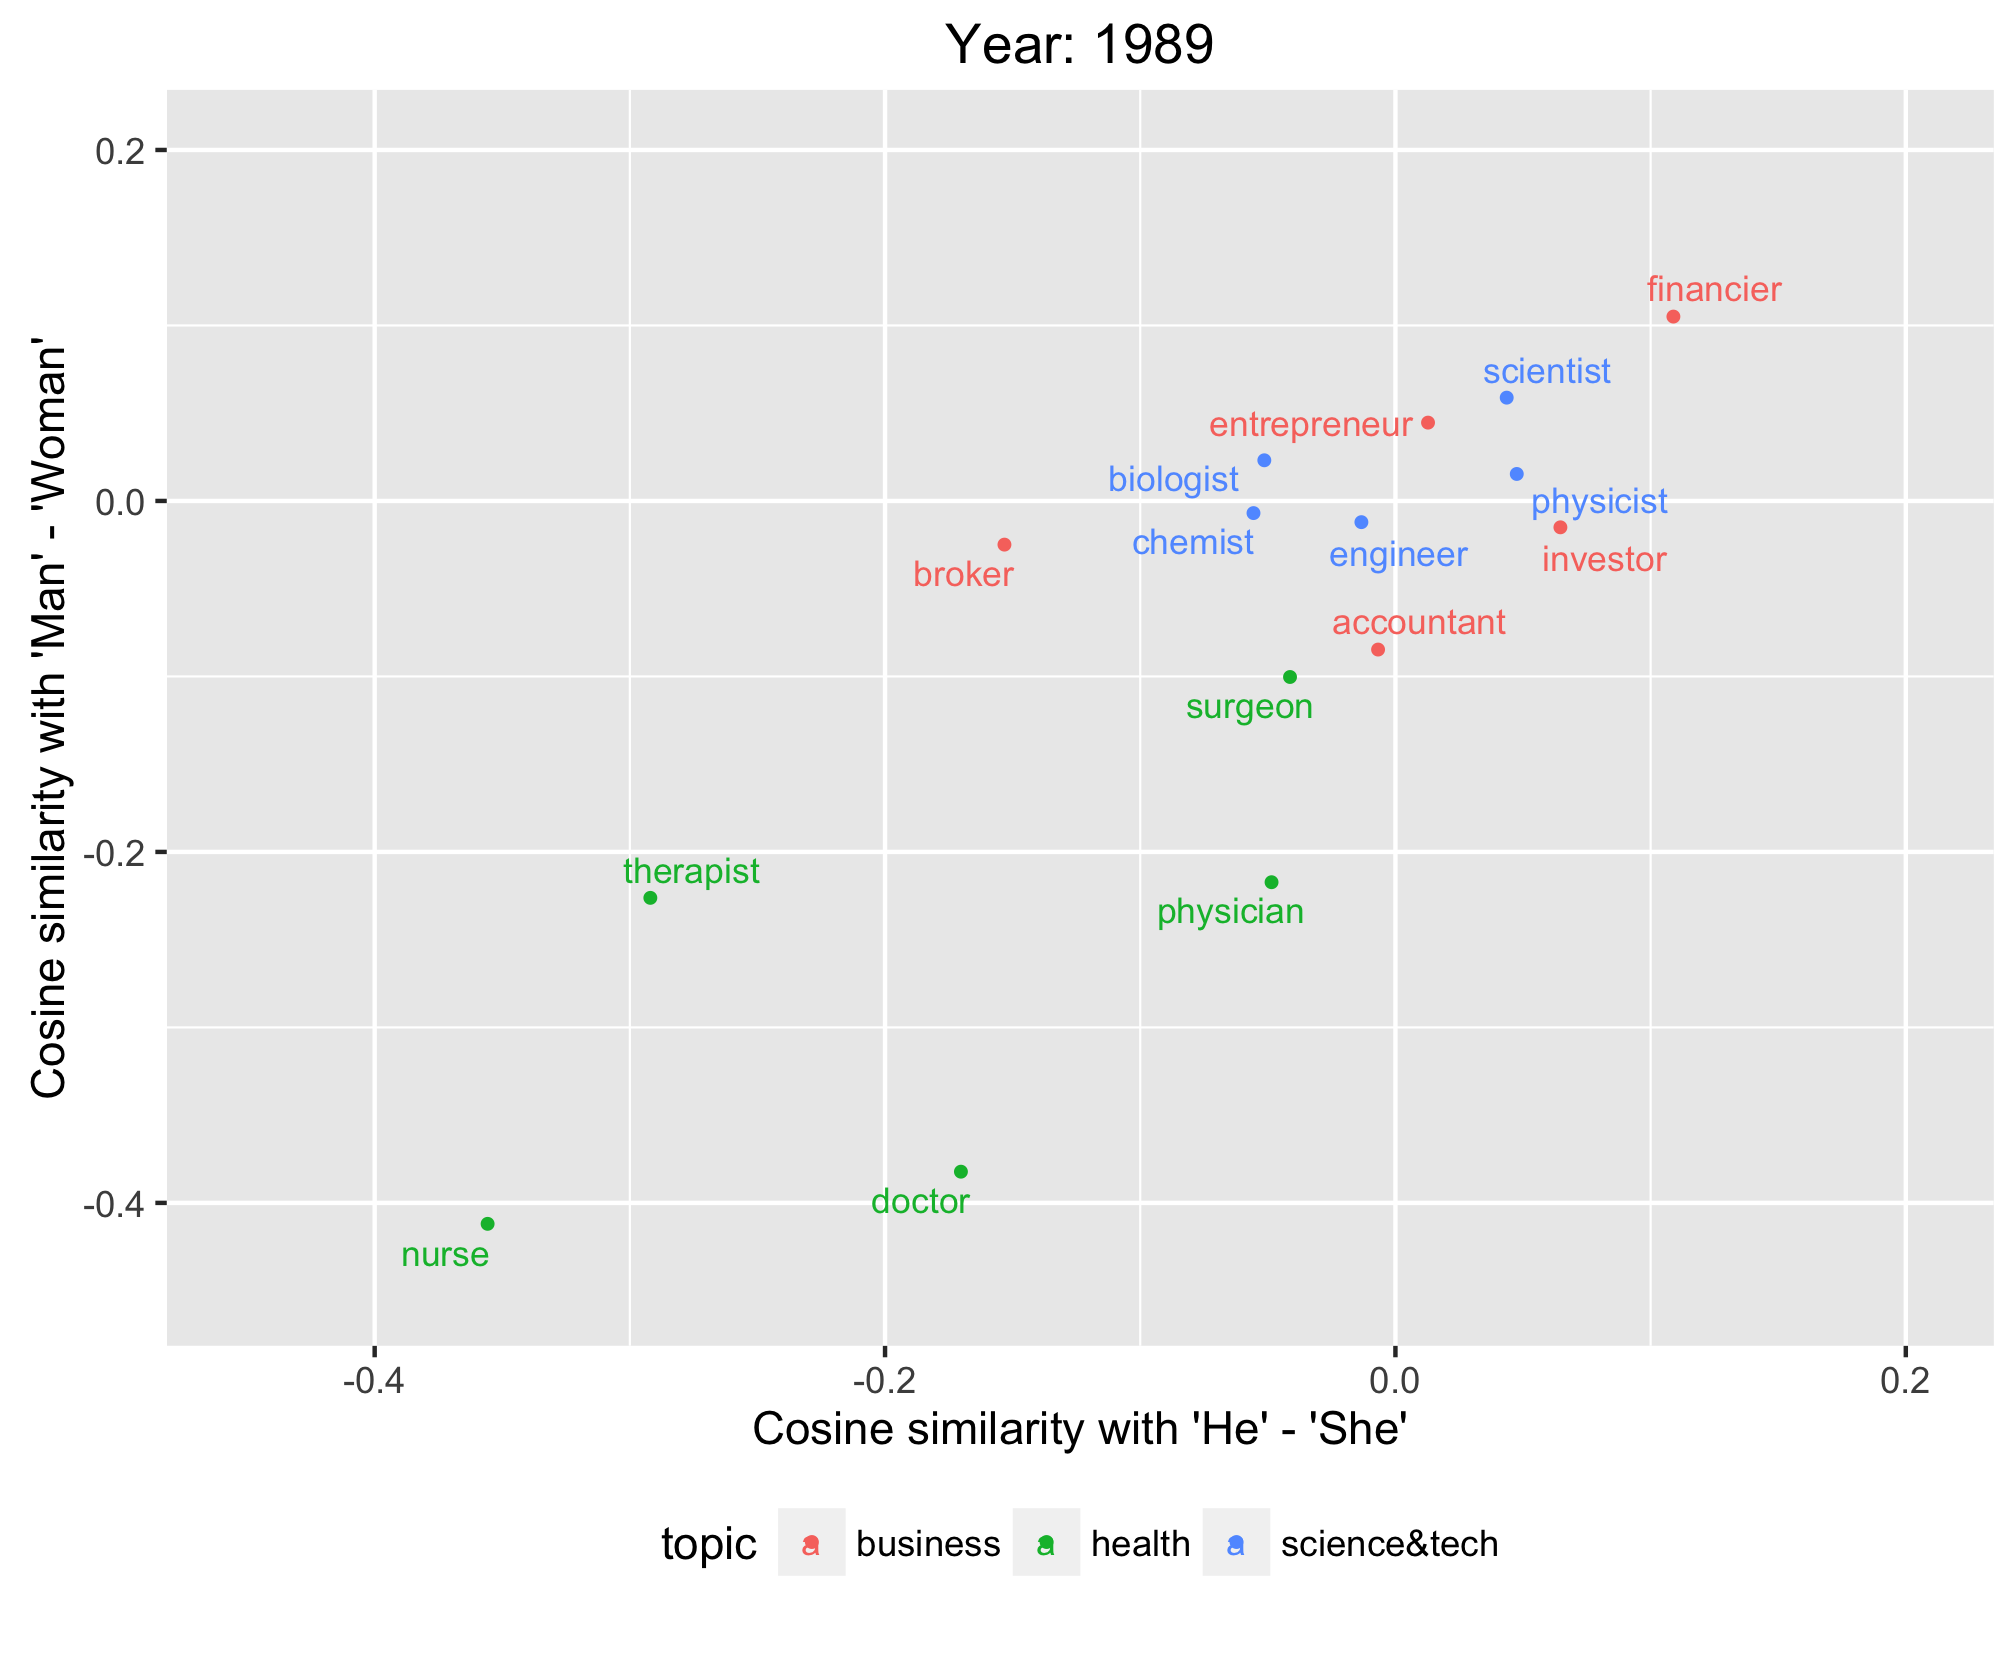 Year: 1989
Cosine similarity with 'Man' - 'Woman'
0.2
0.0
-0.2
-0.4
financier
scientist
entrepreneur
biologist
physicist
chemist
engineer
investor
broker
accountant
surgeon
therapist
physician
doctor
nurse
-0.4 -0.2 0.0 0.2
Cosine similarity with 'He' - 'She'
topic a business a health a science&tech